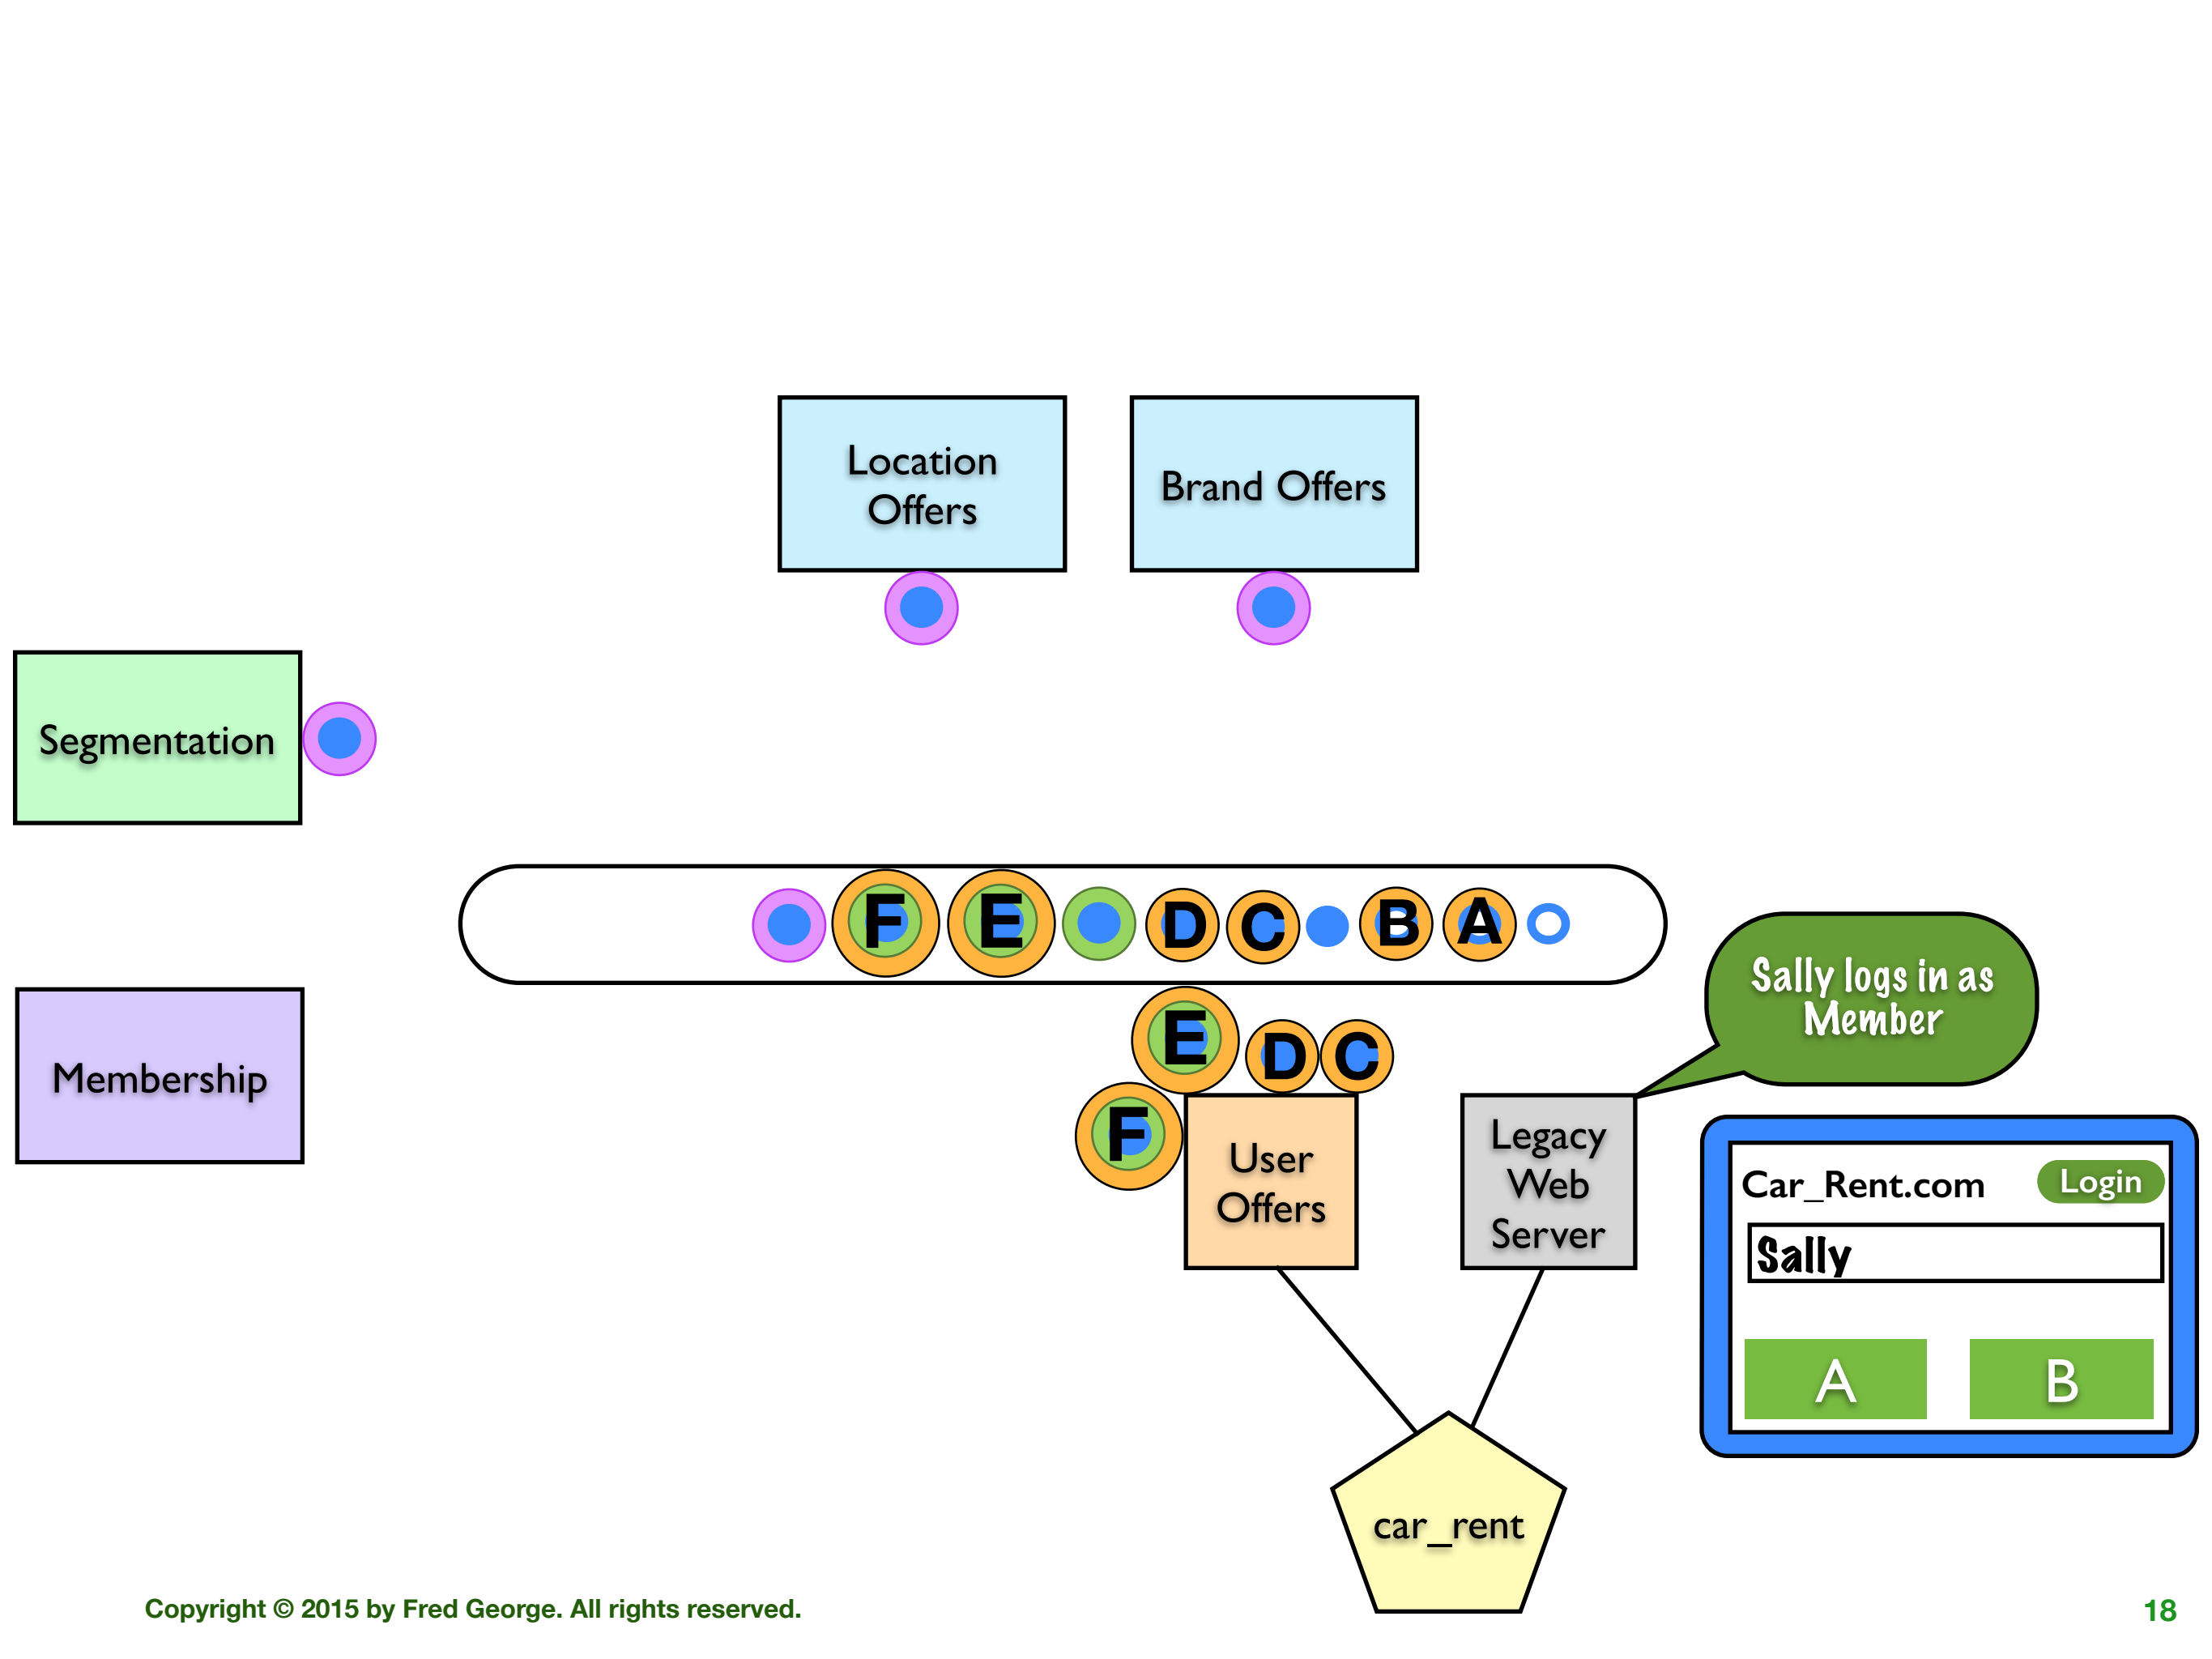 Location
Offers
Brand Offers
Segmentation
F E D C B A
Membership
E D C
F
User
Offers
Legacy
Web
Server
Sally logs in as
Member
Car_Rent.com
Login
Sally
A B
car_rent
Copyright © 2015 by Fred George. All rights reserved.
18